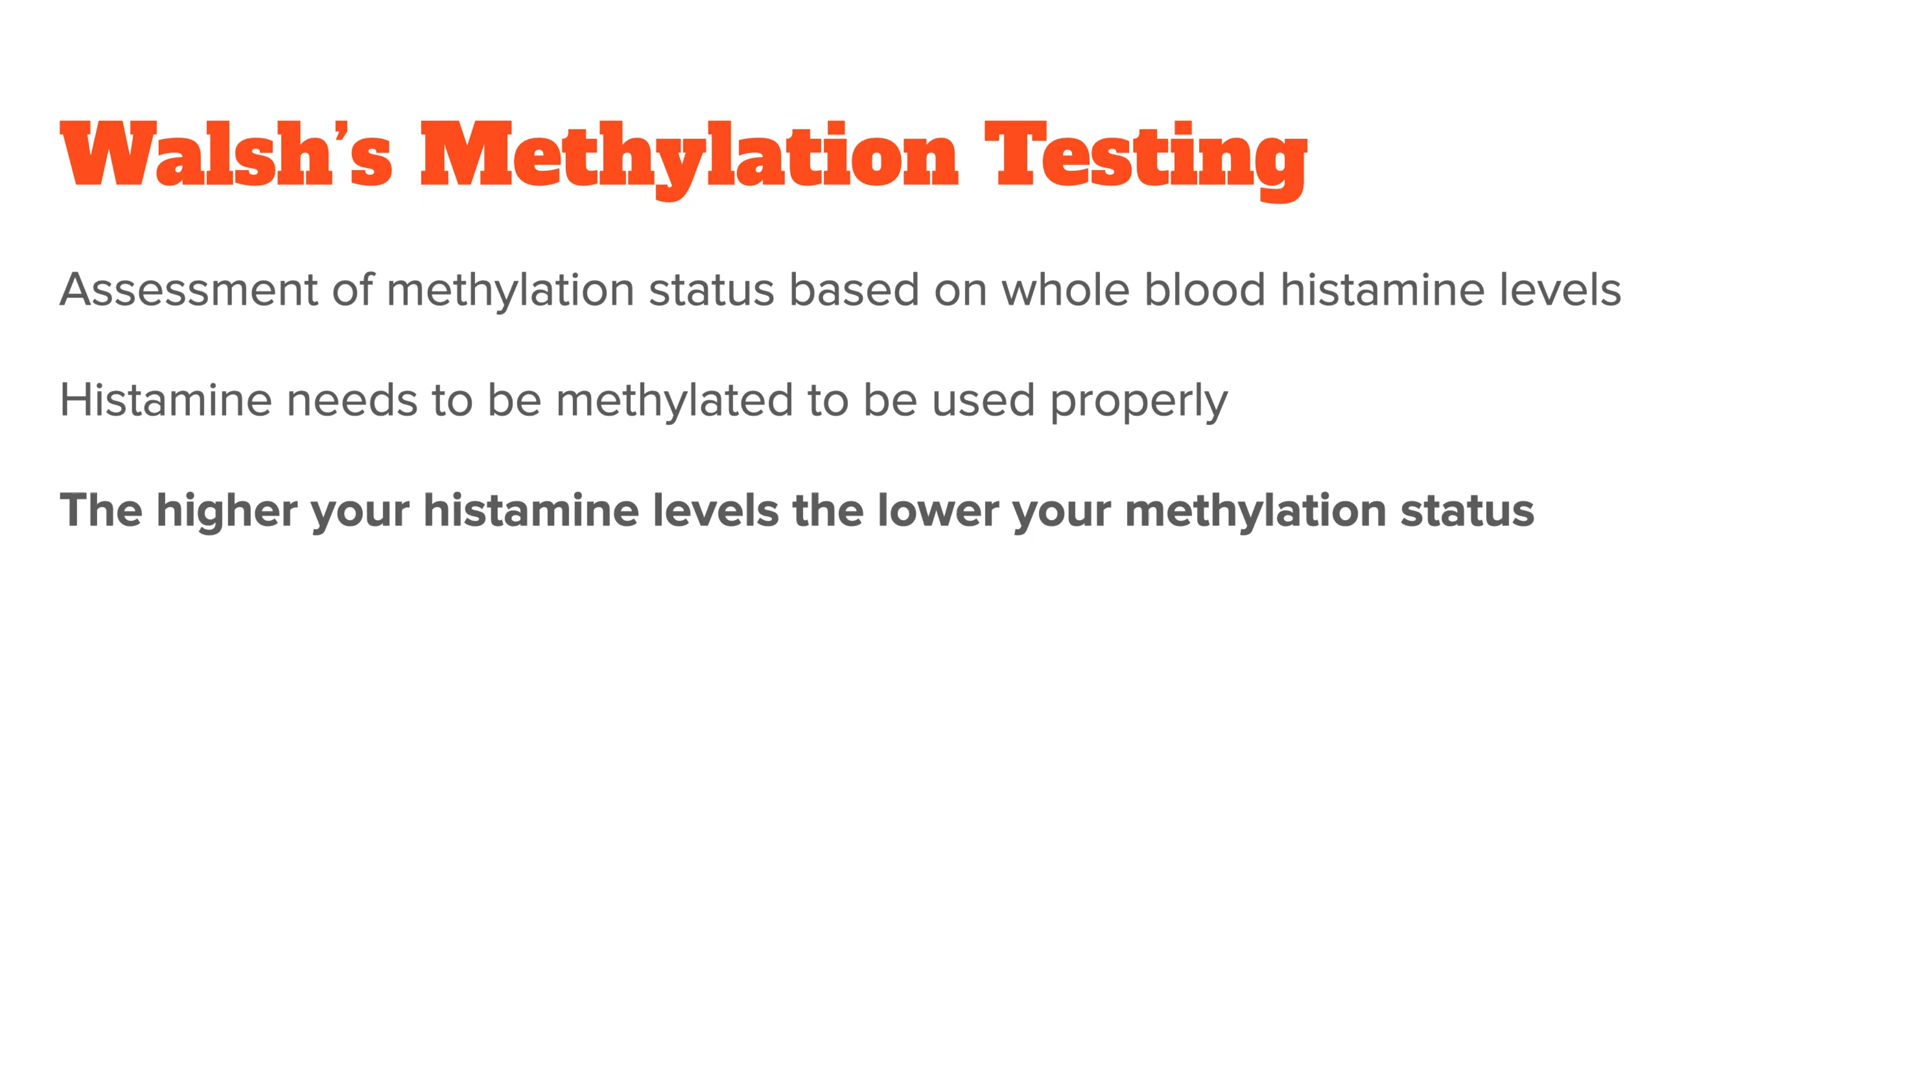 Walsh’s Methylation Testing
Assessment of methylation status based on whole blood histamine levels
Histamine needs to be methylated to be used properly
The higher your histamine levels the lower your methylation status